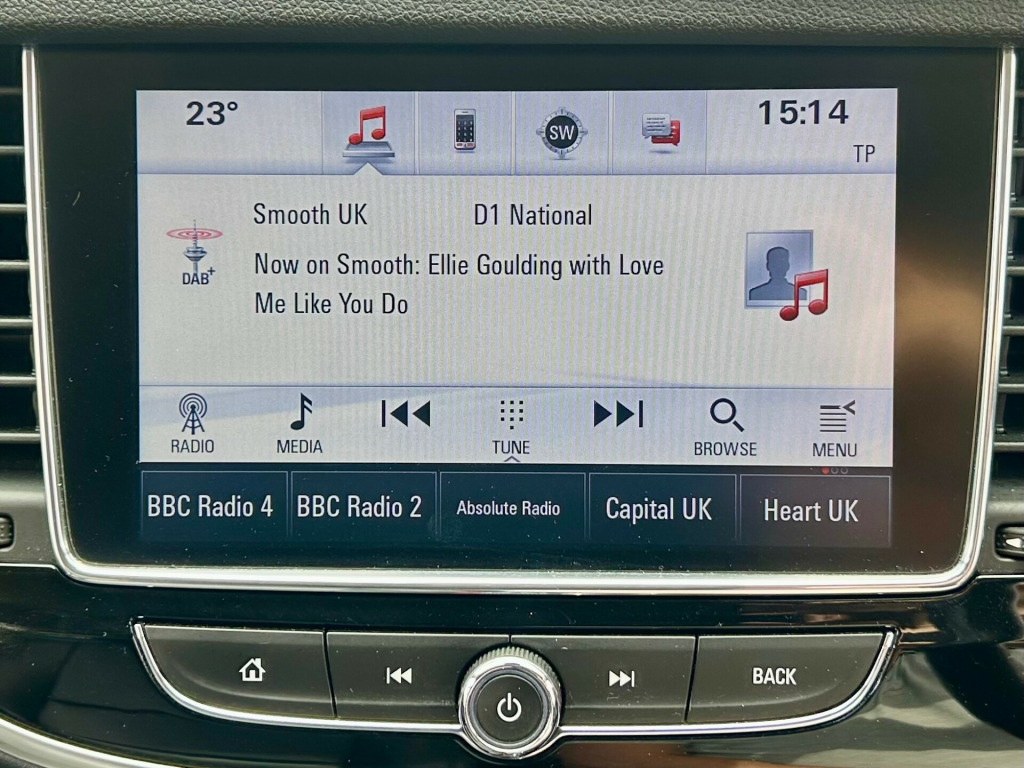 23°
SW
15:14
TP
Smooth UK D1 National
DAB+
Now on Smooth: Ellie Goulding with Love
Me Like You Do
RADIO MEDIA TUNE BROWSE MENU
BBC Radio 4 BBC Radio 2 Absolute Radio Capital UK Heart UK
BACK